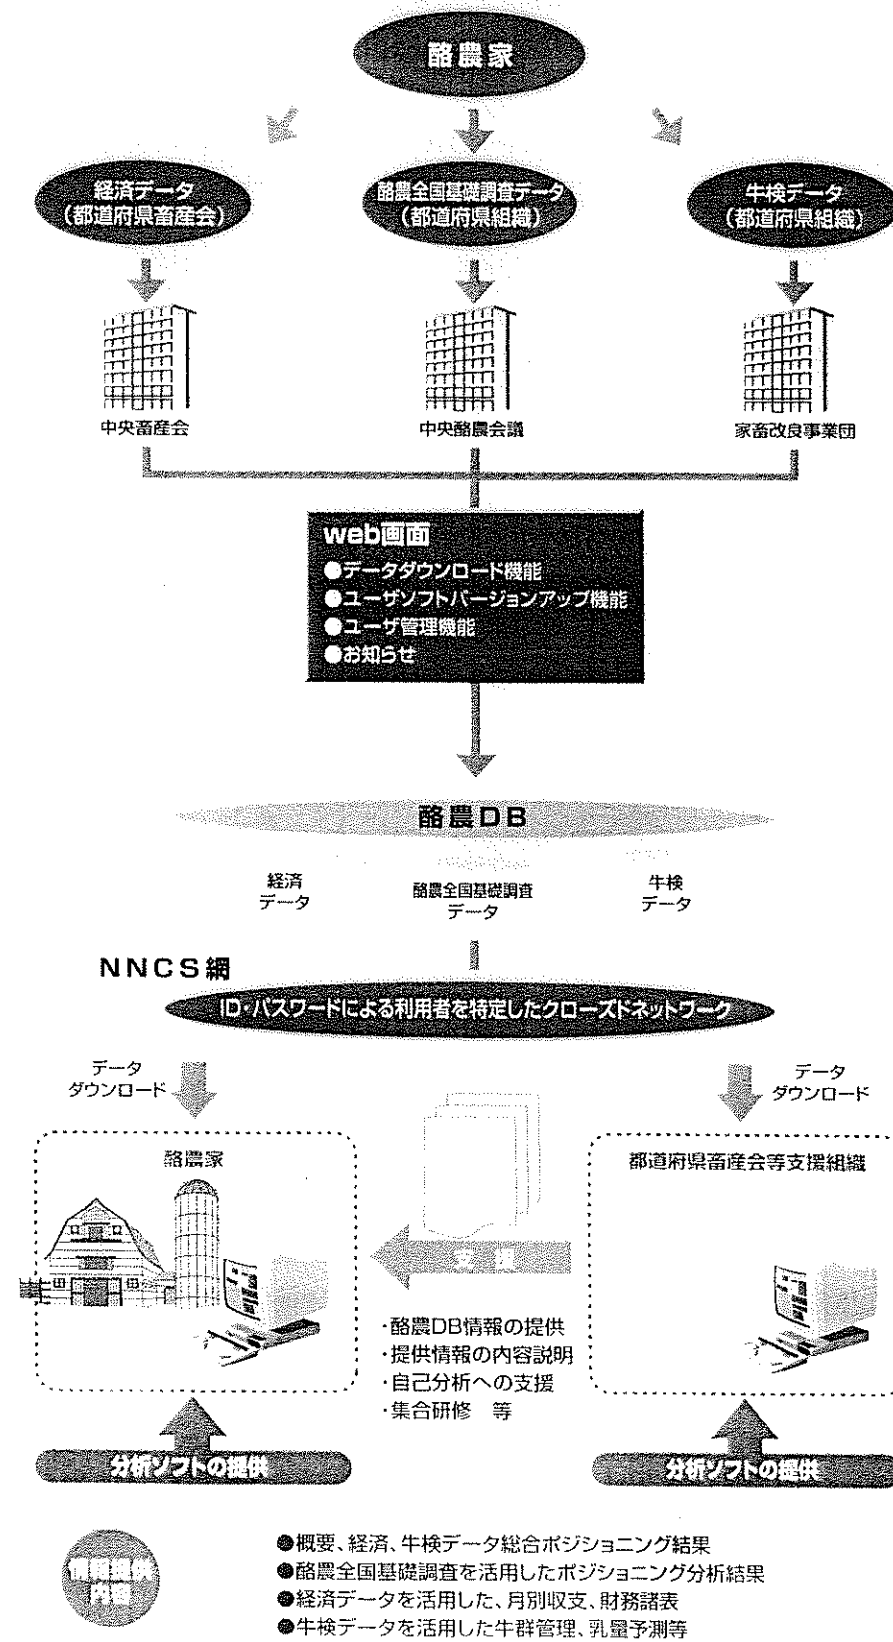 酪農家
経済データ
(都道府県畜産会)
酪農全国基礎調査データ
(都道府県組織)
牛検データ
(都道府県組織)
中央畜産会
中央酪農会議
家畜改良事業団
web画面
●データダウンロード機能
●ユーザソフトバージョンアップ機能
●ユーザ管理機能
●お知らせ
酪農DB
経済
データ
酪農全国基礎調査
データ
牛検
データ
NNCS網
ID・パスワードによる利用者を特定したクローズドネットワーク
データ
ダウンロード
データ
ダウンロード
酪農家
都道府県畜産会等支援組織
支援
・酪農DB情報の提供
・提供情報の内容説明
・自己分析への支援
・集合研修 等
分析ソフトの提供
分析ソフトの提供
情報提供
内容
●概要、経済、牛検データ総合ポジショニング結果
●酪農全国基礎調査を活用したポジショニング分析結果
●経済データを活用した、月別収支、財務諸表
●牛検データを活用した牛群管理、乳量予測等